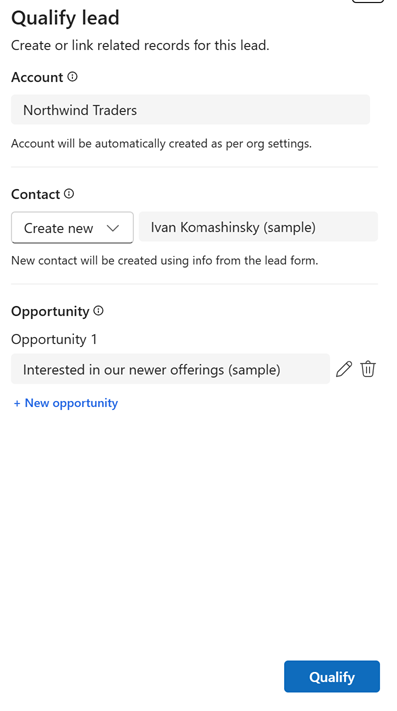 Qualify lead
Create or link related records for this lead.
Account
Northwind Traders
Account will be automatically created as per org settings.
Contact
Create new
Ivan Komashinsky (sample)
New contact will be created using info from the lead form.
Opportunity
Opportunity 1
Interested in our newer offerings (sample)
+ New opportunity
Qualify